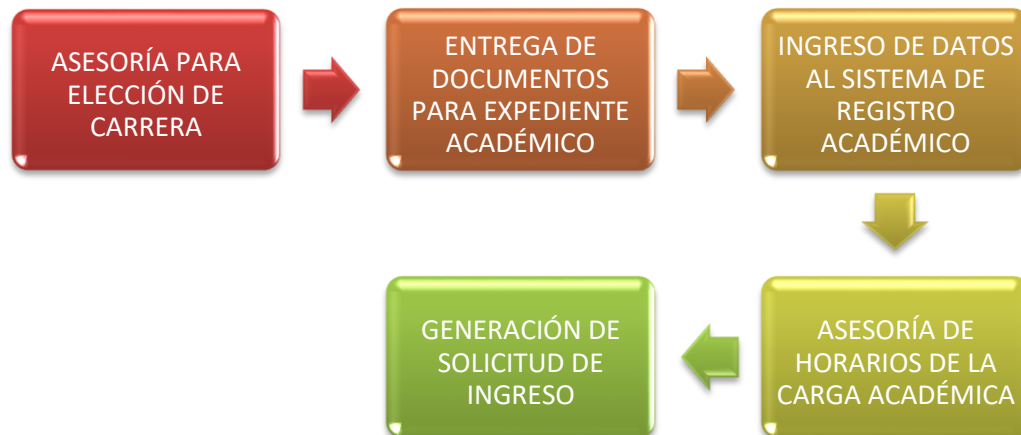 ASESORÍA PARA
ELECCIÓN DE
CARRERA
ENTREGA DE
DOCUMENTOS
PARA EXPEDIENTE
ACADÉMICO
INGRESO DE DATOS
AL SISTEMA DE
REGISTRO
ACADÉMICO
ASESORÍA DE
HORARIOS DE LA
CARGA ACADÉMICA
GENERACIÓN DE
SOLICITUD DE
INGRESO